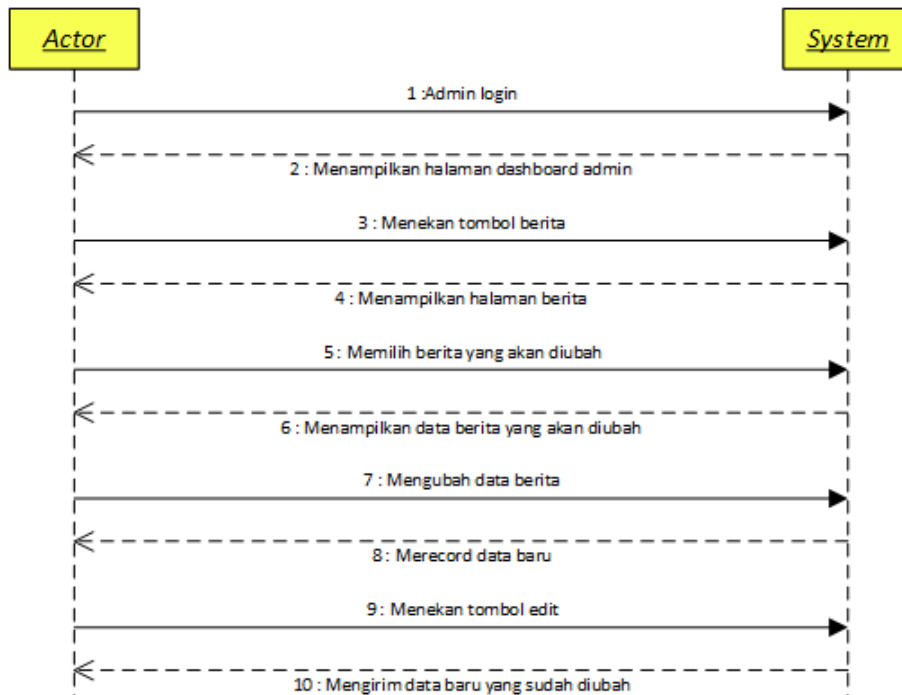 Actor
System
1 :Admin login
2 : Menampilkan halaman dashboard admin
3 : Menekan tombol berita
4 : Menampilkan halaman berita
5 : Memilih berita yang akan diubah
6 : Menampilkan data berita yang akan diubah
7 : Mengubah data berita
8 : Merecord data baru
9 : Menekan tombol edit
10 : Mengirim data baru yang sudah diubah